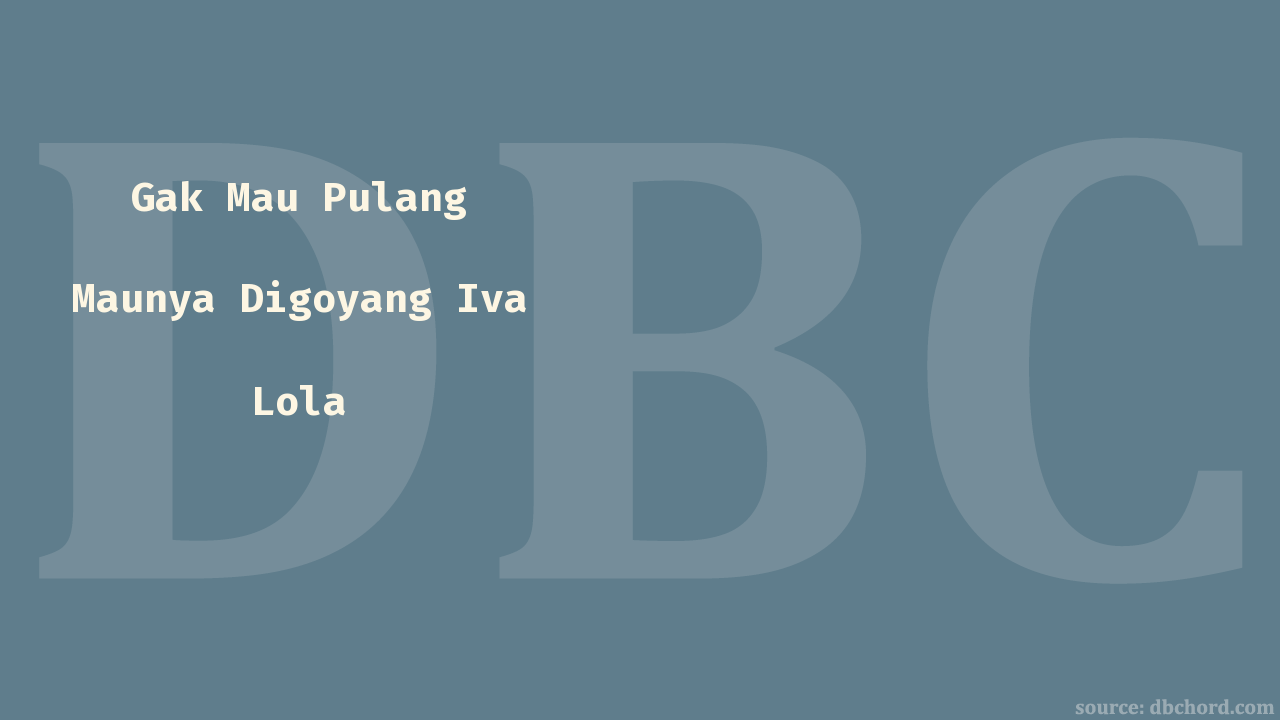 Gak Mau Pulang
Maunya Digoyang Iva
Lola
DBC
source: dbchord.com